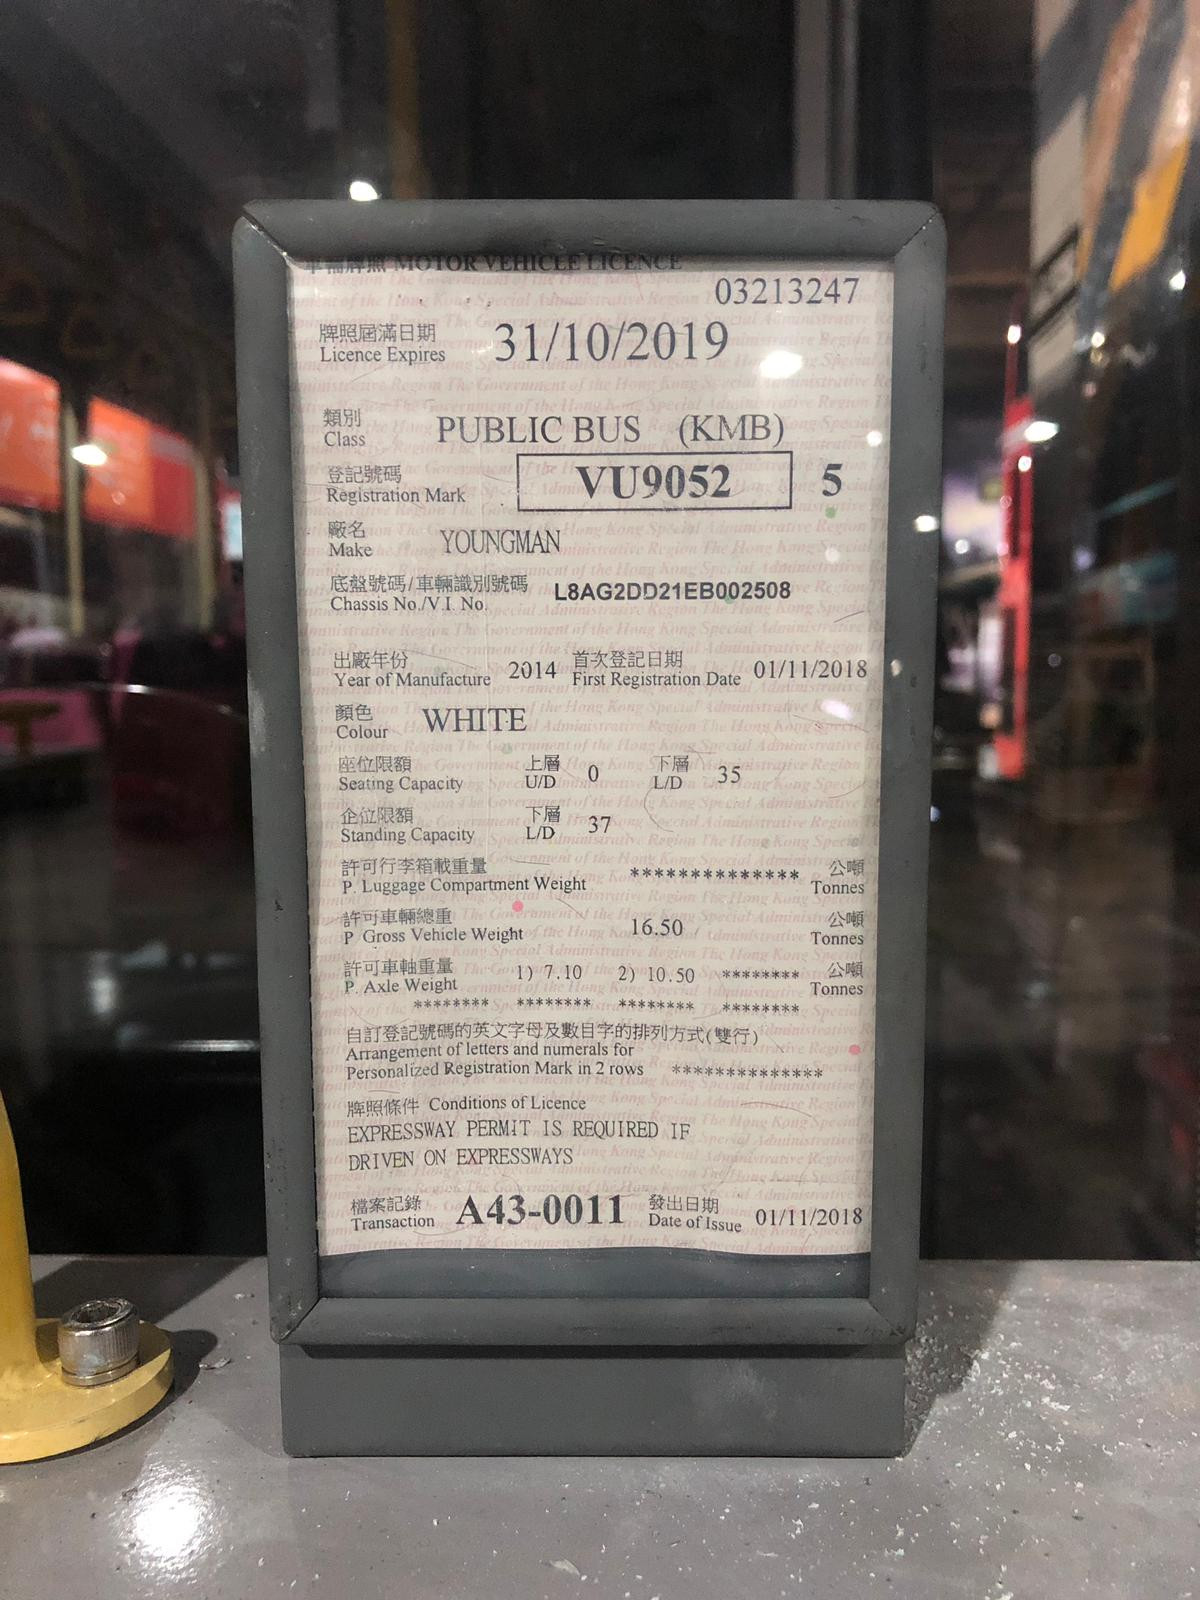 車輛牌照 MOTOR VEHICLE LICENCE
03213247
牌照屆滿日期
Licence Expires 31/10/2019
類別
Class PUBLIC BUS (KMB)
登記號碼
Registration Mark VU9052 5
廠名
Make YOUNGMAN
底盤號碼/車輛識別號碼
Chassis No./V.I. No. L8AG2DD21EB002508
出廠年份 首次登記日期
Year of Manufacture 2014 First Registration Date 01/11/2018
顏色
Colour WHITE
座位限額 上層 下層
Seating Capacity U/D 0 L/D 35
企位限額 下層
Standing Capacity L/D 37
許可行李箱載重量 公噸
P. Luggage Compartment Weight ************** Tonnes
許可車輛總重 公噸
P. Gross Vehicle Weight 16.50 Tonnes
許可車軸重量 1) 7.10 2) 10.50 ******** 公噸
P. Axle Weight Tonnes
******** ******** ******** ********
自訂登記號碼的英文字母及數目字的排列方式(雙行)
Arrangement of letters and numerals for
Personalized Registration Mark in 2 rows **************
牌照條件 Conditions of Licence
EXPRESSWAY PERMIT IS REQUIRED IF
DRIVEN ON EXPRESSWAYS
檔案記錄 發出日期
Transaction A43-0011 Date of Issue 01/11/2018